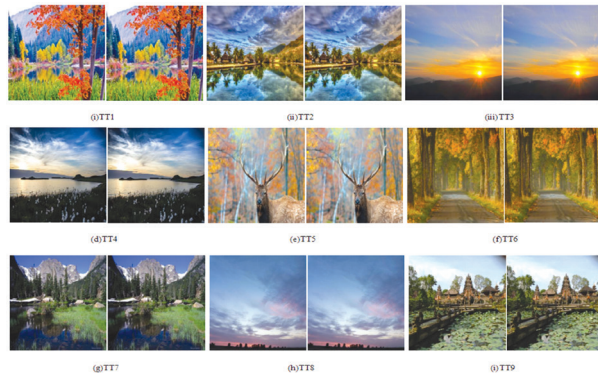 (i)TT1
(ii)TT2
(iii)TT3
(d)TT4
(e)TT5
(f)TT6
(g)TT7
(h)TT8
(i)TT9